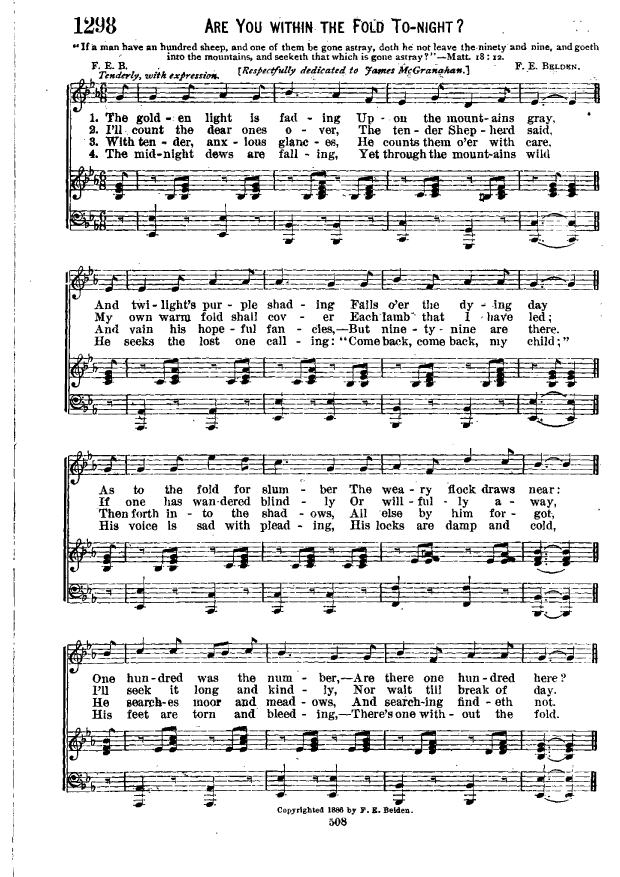 1298 ARE YOU WITHIN THE FOLD TO-NIGHT?
"If a man have an hundred sheep, and one of them be gone astray, doth he not leave the ninety and nine, and goeth
into the mountains, and seeketh that which is gone astray?"—Matt. 18:12.
F. E. B. [Respectfully dedicated to James McGranahan.] F. E. BELDEN.
Tenderly, with expression.
1. The gold - en light is fad - ing Up - on the mount-ains gray,
2. I'll count the dear ones o - ver, The ten - der Shep - herd said,
3. With ten - der, anx - ious glanc - es, He counts them o'er with care.
4. The mid-night dews are fall - ing, Yet through the mount-ains wild
And twi-light's pur - ple shad - ing Falls o'er the dy - ing day
My own warm fold shall cov - er Each lamb that I have led;
And vain his hope - ful fan - cles,—But nine - ty - nine are there.
He seeks the lost one call - ing: "Come back, come back, my child;"
As to the fold for slum - ber The wea - ry flock draws near:
If one has wan-dered blind - ly Or will - ful - ly a - way,
Then forth in - to the shad - ows, All else by him for - got,
His voice is sad with plead - ing, His locks are damp and cold,
One hun - dred was the num - ber,—Are there one hun - dred here?
I'll seek it long and kind - ly, Nor wait till break of day.
He search-es moor and mead - ows, And search-ing find - eth not.
His feet are torn and bleed - ing,—There's one with - out the fold.
Copyrighted 1886 by F. E. Belden.
508